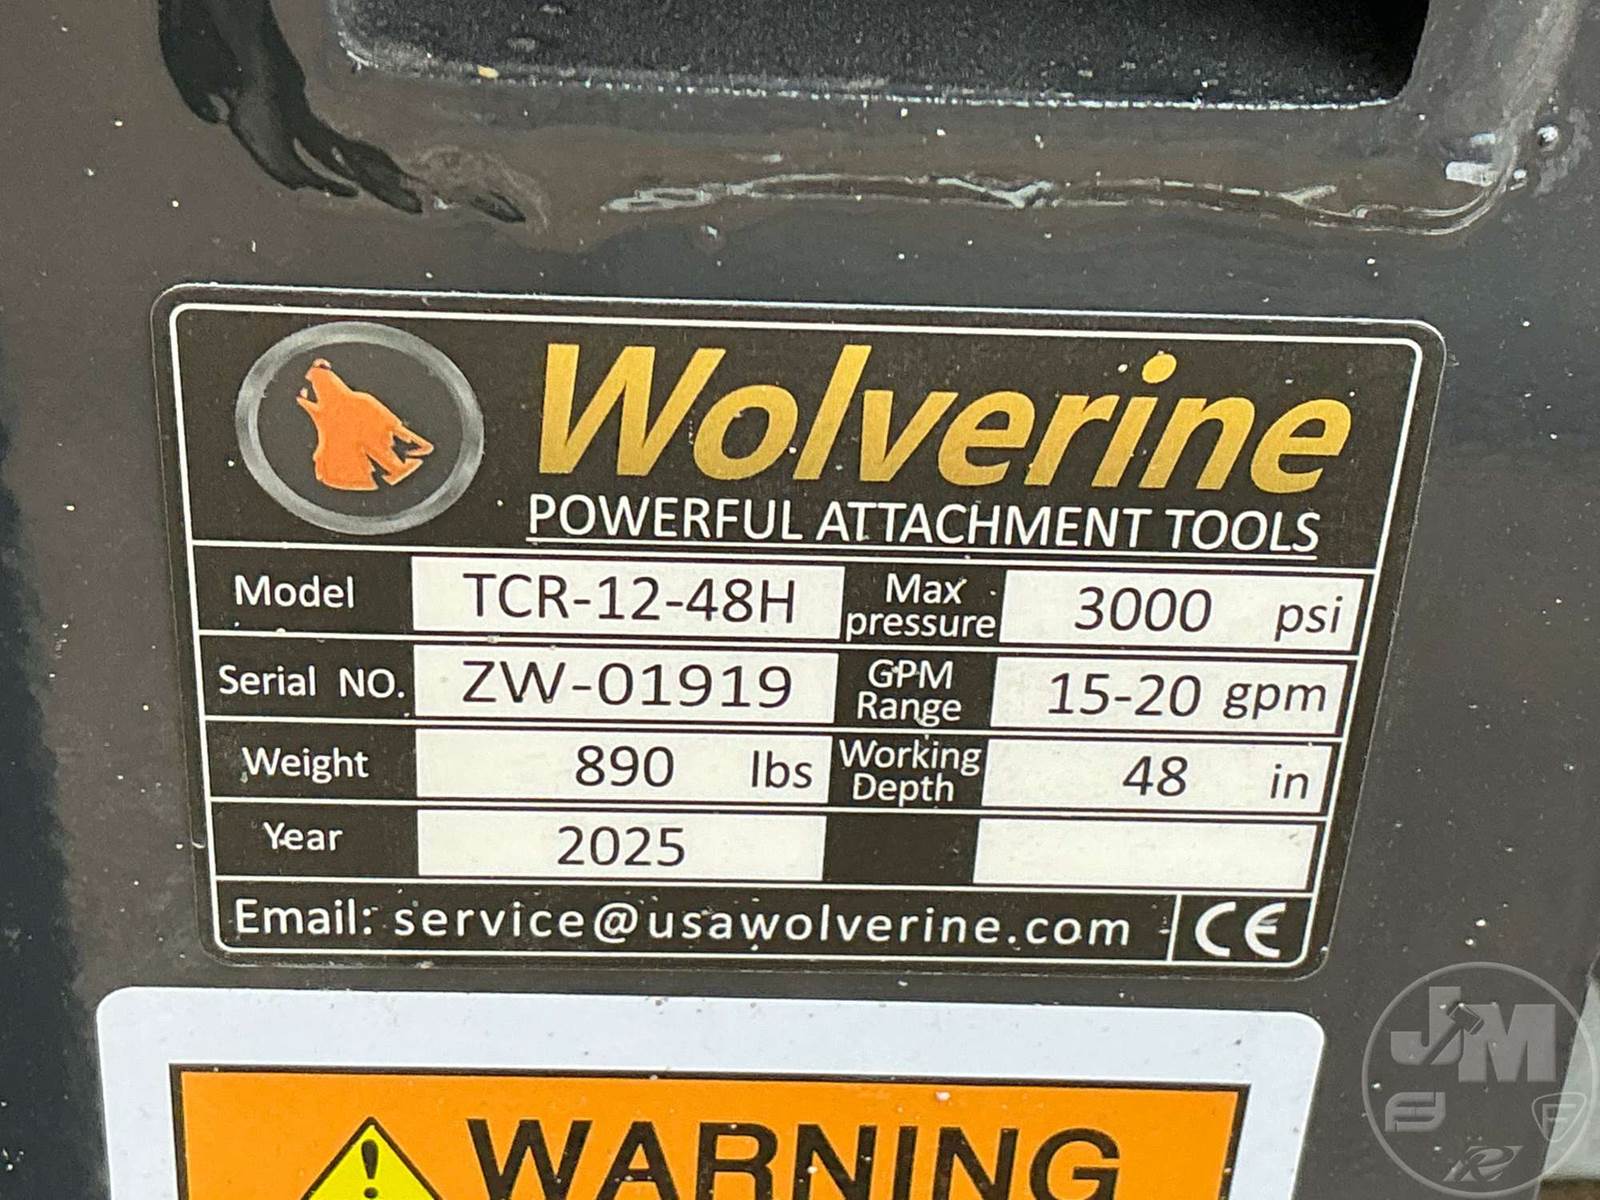 Wolverine
POWERFUL ATTACHMENT TOOLS
Model TCR-12-48H Max pressure 3000 psi
Serial NO. ZW-01919 GPM Range 15-20 gpm
Weight 890 lbs Working Depth 48 in
Year 2025
Email: service@usawolverine.com CE
WARNING
JM